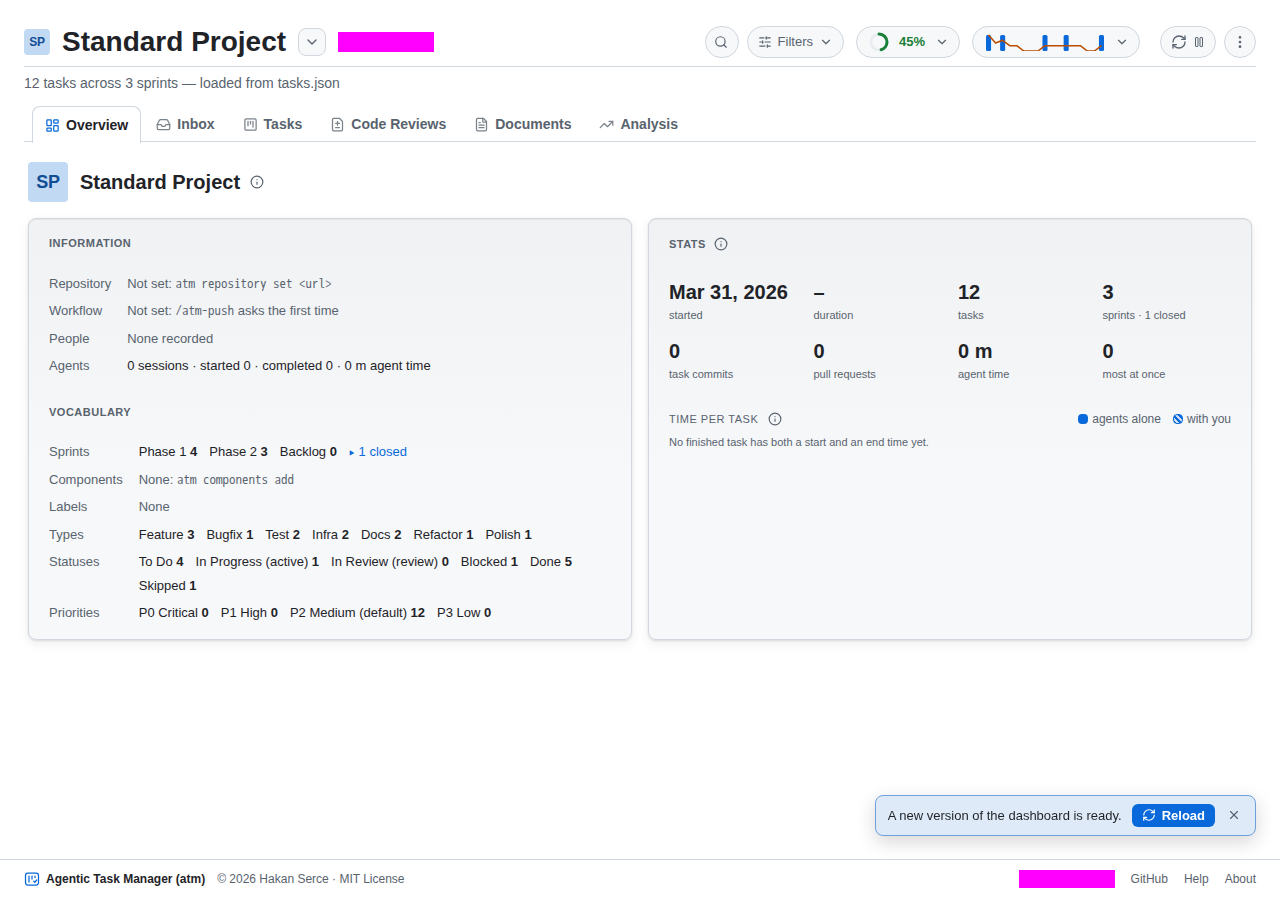 SP Standard Project Filters 45%
12 tasks across 3 sprints — loaded from tasks.json
Overview Inbox Tasks Code Reviews Documents Analysis
SP Standard Project
INFORMATION
Repository Not set: atm repository set <url>
Workflow Not set: /atm-push asks the first time
People None recorded
Agents 0 sessions · started 0 · completed 0 · 0 m agent time
VOCABULARY
Sprints Phase 1 4 Phase 2 3 Backlog 0 ▸ 1 closed
Components None: atm components add
Labels None
Types Feature 3 Bugfix 1 Test 2 Infra 2 Docs 2 Refactor 1 Polish 1
Statuses To Do 4 In Progress (active) 1 In Review (review) 0 Blocked 1 Done 5
Skipped 1
Priorities P0 Critical 0 P1 High 0 P2 Medium (default) 12 P3 Low 0
STATS
Mar 31, 2026 – 12 3
started duration tasks sprints · 1 closed
0 0 0 m 0
task commits pull requests agent time most at once
TIME PER TASK agents alone with you
No finished task has both a start and an end time yet.
A new version of the dashboard is ready. Reload
Agentic Task Manager (atm) © 2026 Hakan Serce · MIT License GitHub Help About